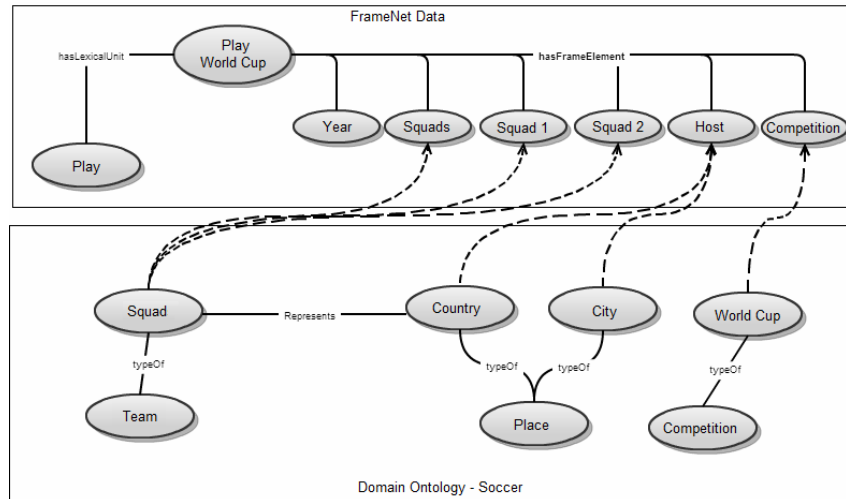 FrameNet Data
Play
World Cup
hasLexicalUnit
hasFrameElement
Year
Squads
Squad 1
Squad 2
Host
Competition
Play
Squad
Represents
Country
City
World Cup
typeOf
typeOf
typeOf
typeOf
Team
Place
Competition
Domain Ontology - Soccer